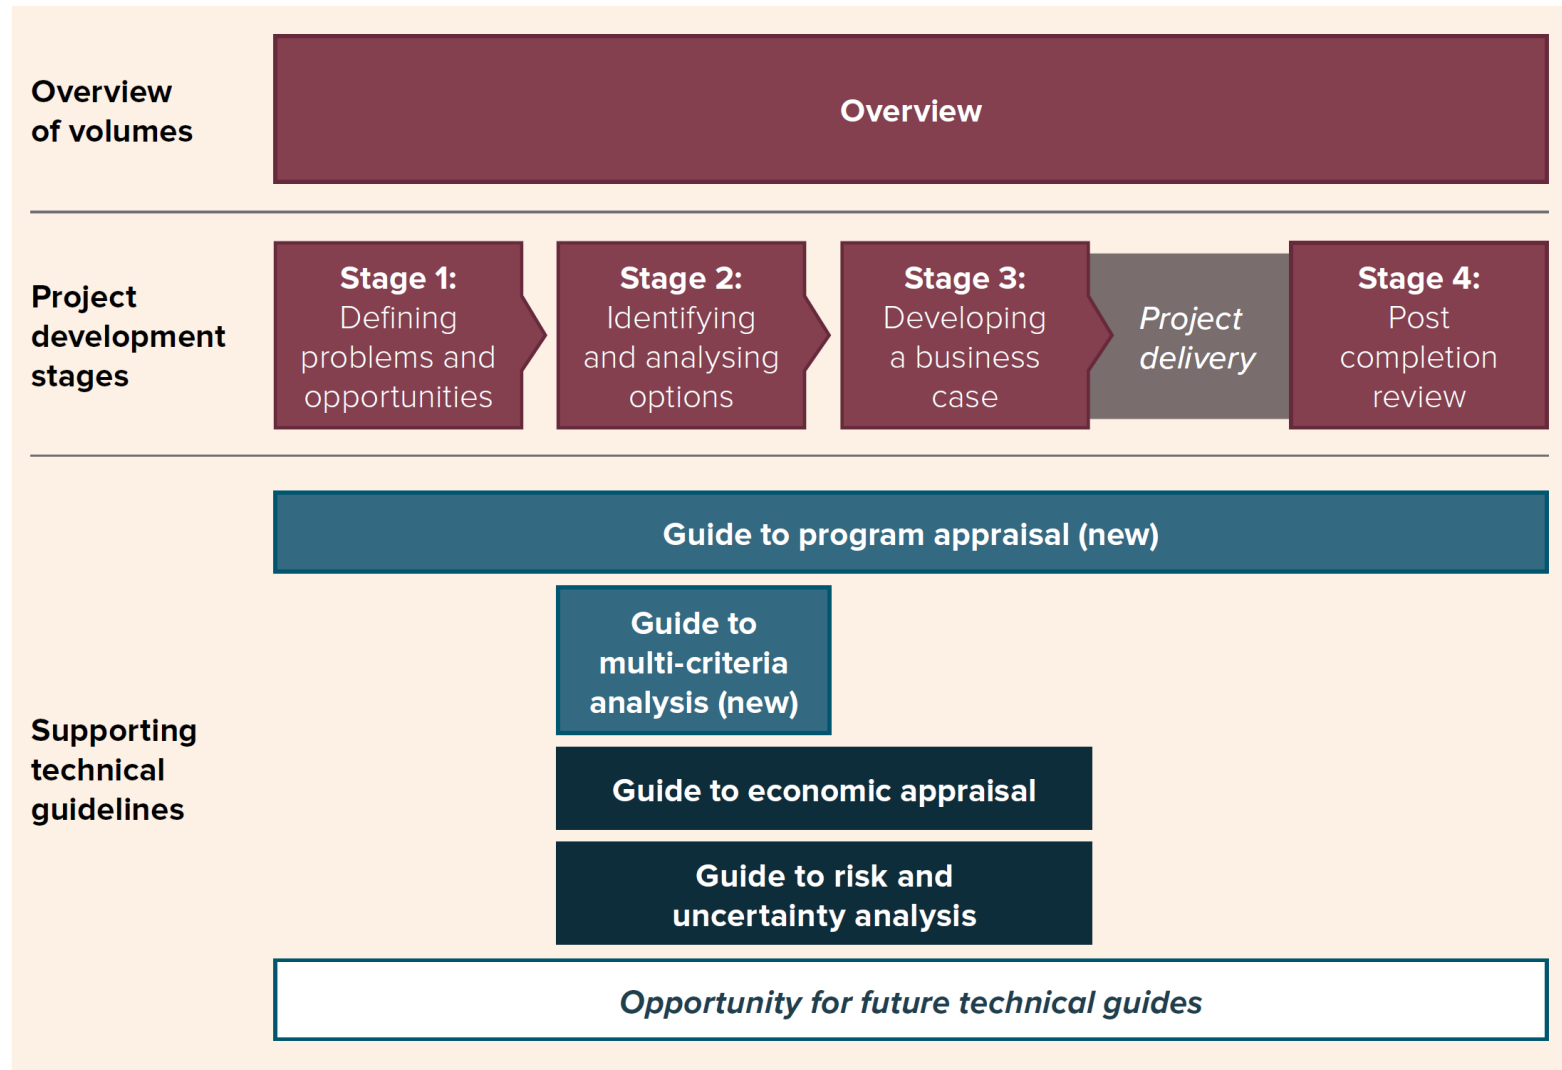 Overview
of volumes
Overview
Project
development
stages
Stage 1:
Defining
problems and
opportunities
Stage 2:
Identifying
and analysing
options
Stage 3:
Developing
a business
case
Project
delivery
Stage 4:
Post
completion
review
Supporting
technical
guidelines
Guide to program appraisal (new)
Guide to
multi-criteria
analysis (new)
Guide to economic appraisal
Guide to risk and
uncertainty analysis
Opportunity for future technical guides